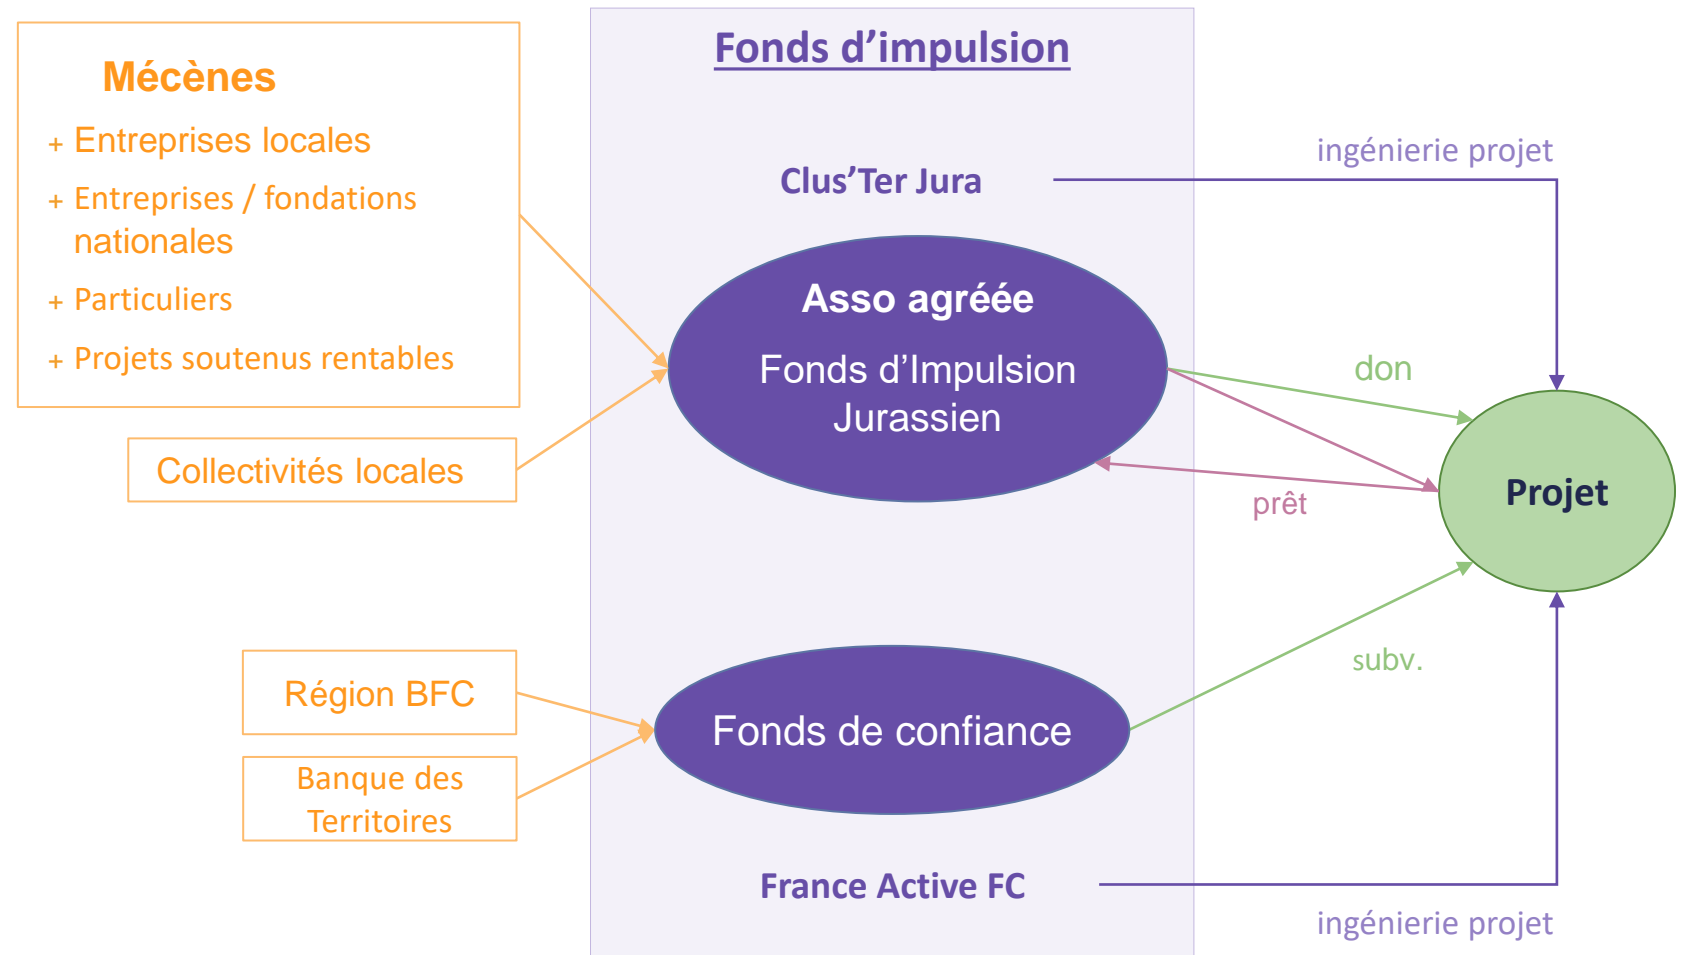 Fonds d’impulsion
Mécènes
+ Entreprises locales
+ Entreprises / fondations
nationales
+ Particuliers
+ Projets soutenus rentables
Collectivités locales
Région BFC
Banque des
Territoires
Clus’Ter Jura
Asso agréée
Fonds d’Impulsion
Jurassien
Fonds de confiance
France Active FC
ingénierie projet
don
prêt
Projet
subv.
ingénierie projet